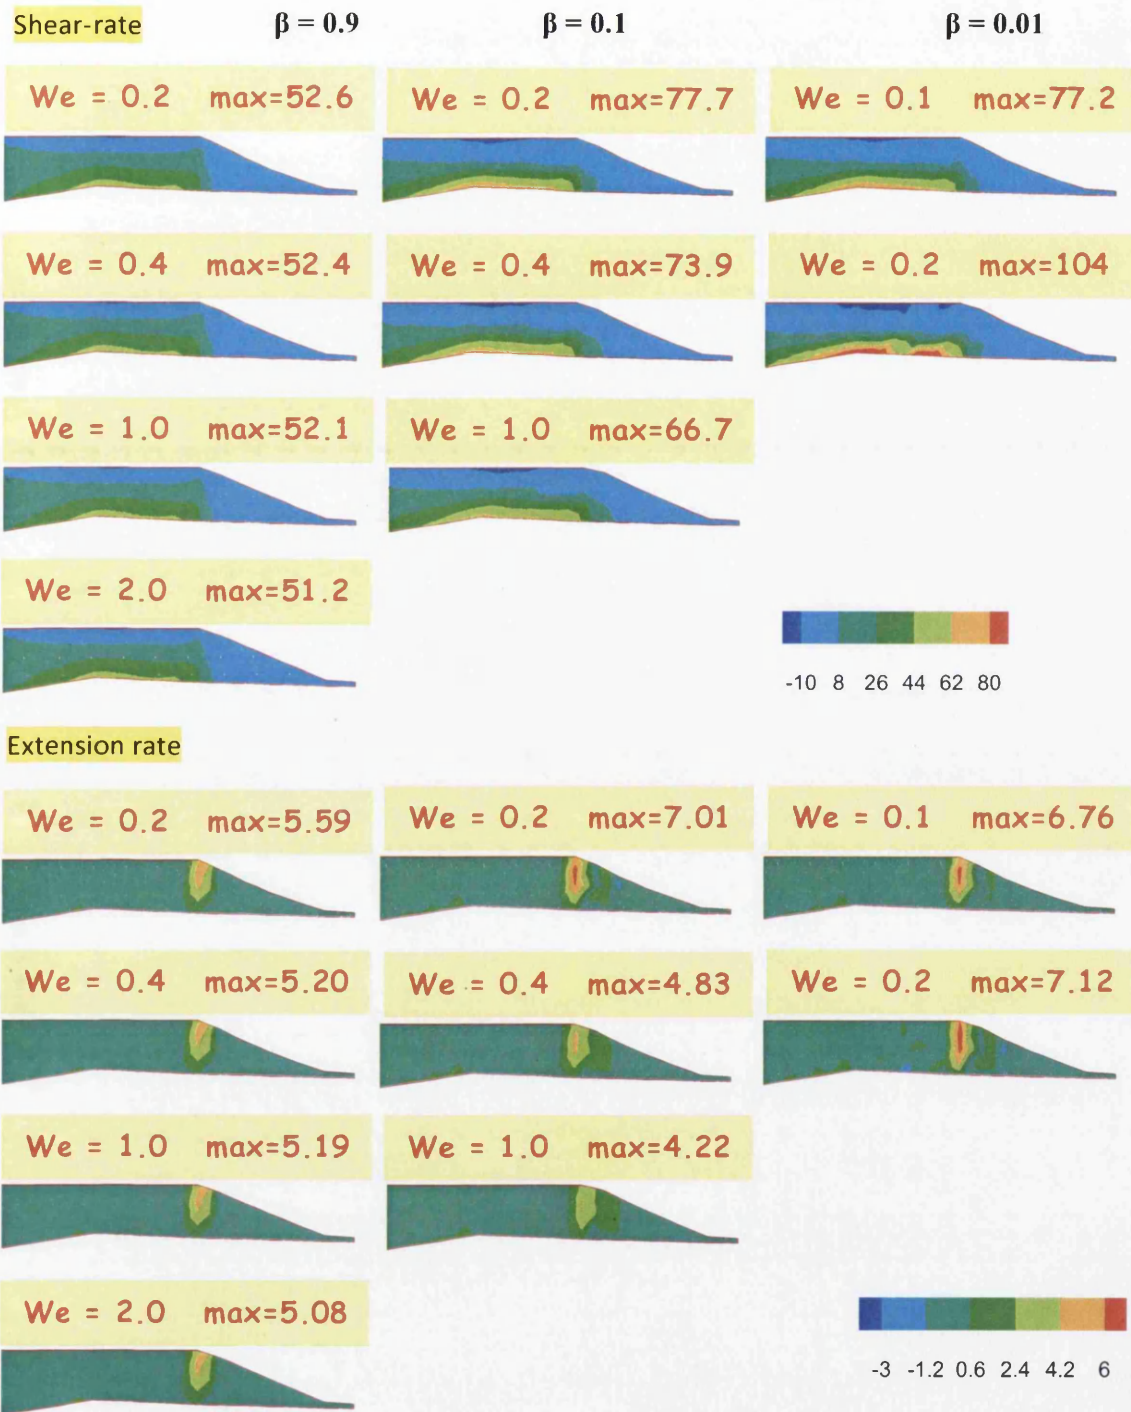 Shear-rate β = 0.9 β = 0.1 β = 0.01
We = 0.2 max=52.6 We = 0.2 max=77.7 We = 0.1 max=77.2
We = 0.4 max=52.4 We = 0.4 max=73.9 We = 0.2 max=104
We = 1.0 max=52.1 We = 1.0 max=66.7
We = 2.0 max=51.2
-10 8 26 44 62 80
Extension rate
We = 0.2 max=5.59 We = 0.2 max=7.01 We = 0.1 max=6.76
We = 0.4 max=5.20 We = 0.4 max=4.83 We = 0.2 max=7.12
We = 1.0 max=5.19 We = 1.0 max=4.22
We = 2.0 max=5.08
-3 -1.2 0.6 2.4 4.2 6